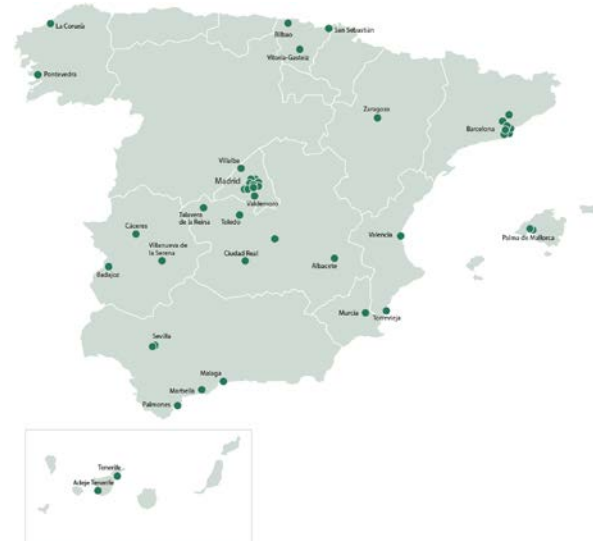 La Coruña
Bilbao
San Sebastián
Vitoria-Gasteiz
Pontevedra
Zaragoza
Barcelona
Villalba
Madrid
Valdemoro
Talavera
de la Reina
Toledo
Cáceres
Villanueva de
la Serena
Badajoz
Ciudad Real
Albacete
Valencia
Palma de Mallorca
Murcia
Torrevieja
Sevilla
Malaga
Marbella
Palmones
Tenerife
Adeje Tenerife